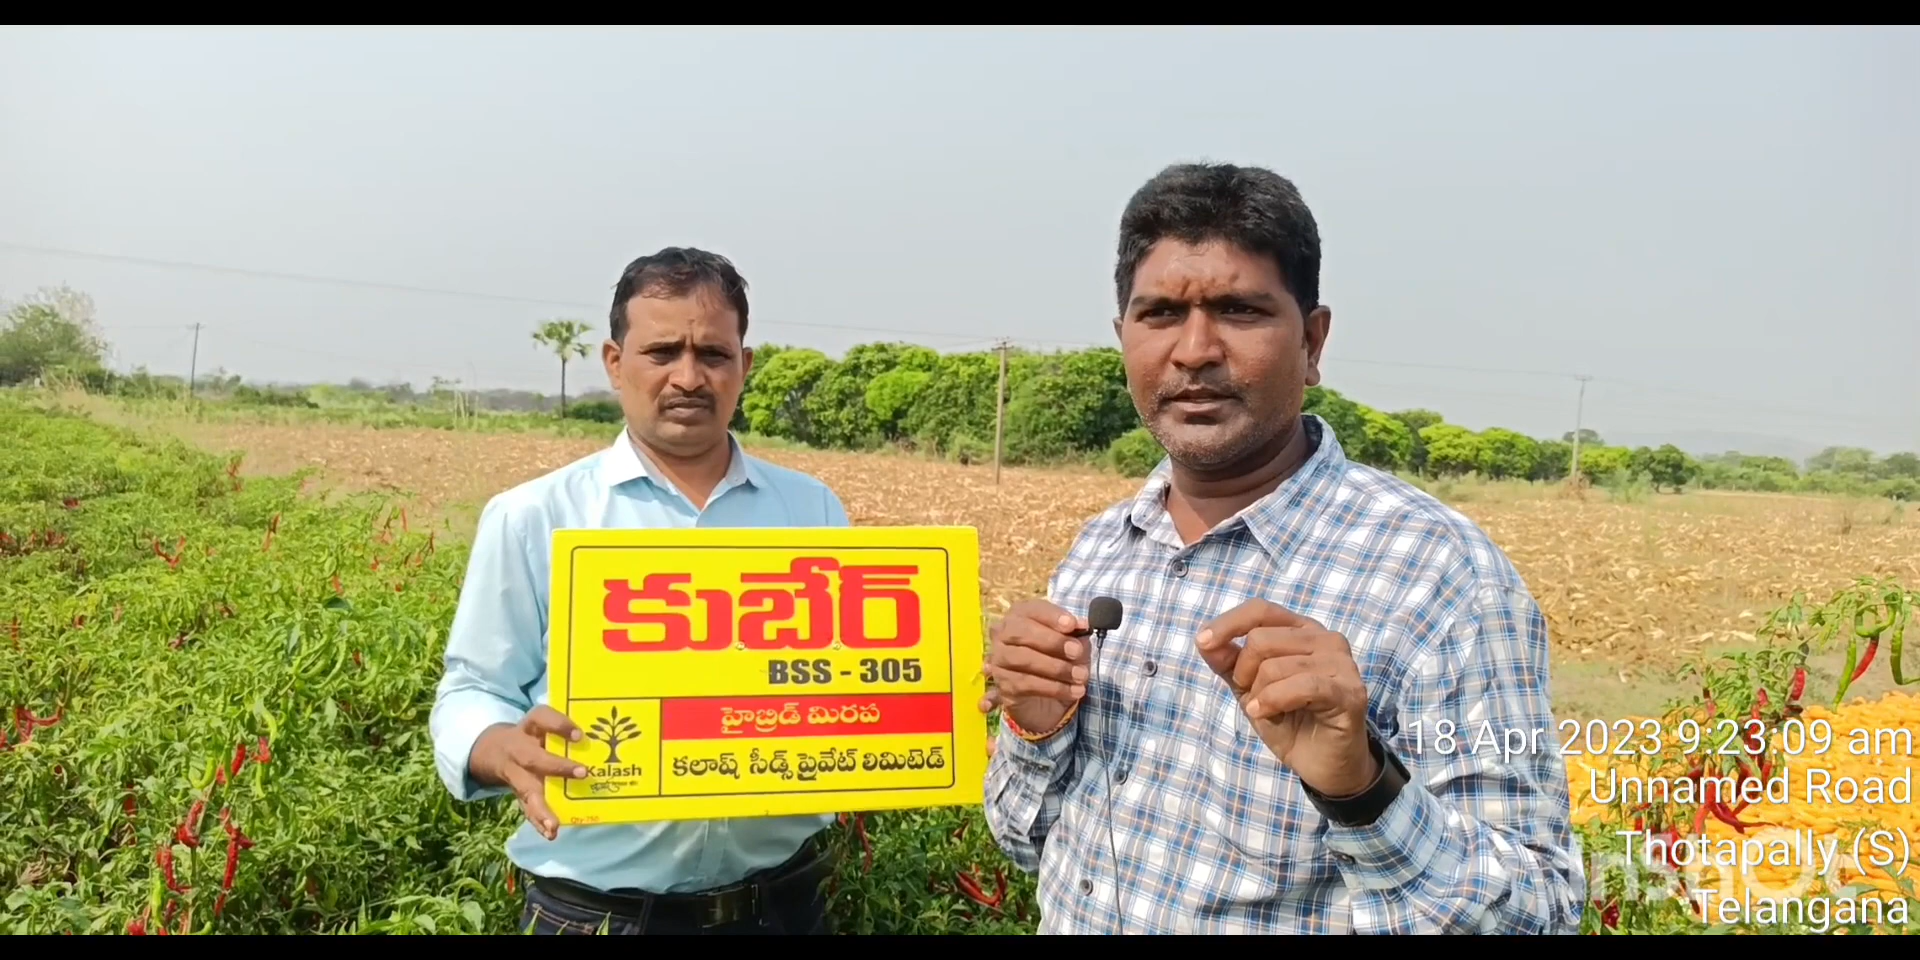 కుబేర్
BSS - 305
హైబ్రిడ్ మిరప
Kalash
కలాష్ సీడ్స్ ప్రైవేట్ లిమిటెడ్
18 Apr 2023 9:23:09 am
Unnamed Road
Thotapally (S)
Telangana